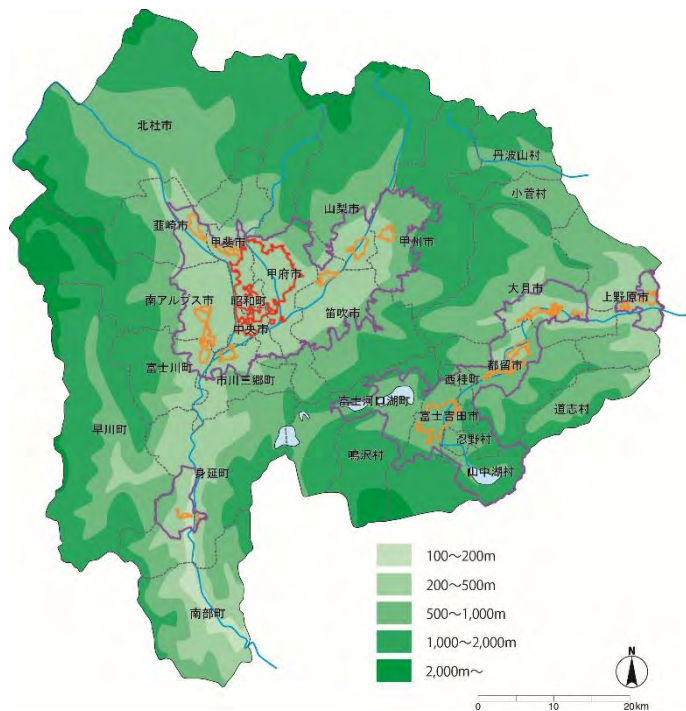 北杜市
丹波山村
小菅村
山梨市
韮崎市
甲斐市
甲州市
甲府市
大月市
上野原市
南アルプス市
昭和町
笛吹市
中央市
富士川町
市川三郷町
西桂町
都留市
富士河口湖町
道志村
富士吉田市
早川町
忍野村
鳴沢村
身延町
山中湖村
南部町
100～200m
200～500m
500～1,000m
1,000～2,000m
2,000m～
N
0 10 20km